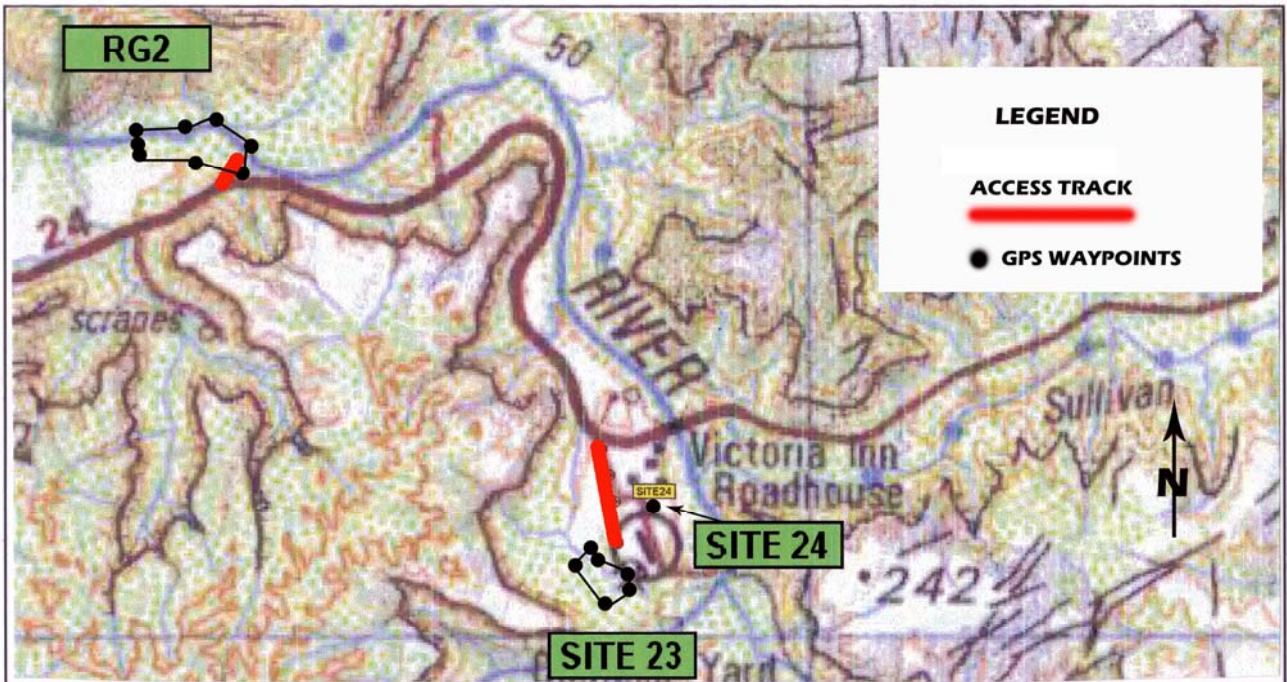 RG2
50
LEGEND
ACCESS TRACK
GPS WAYPOINTS
24
scrapes
RIVER
Sullivan
N
Victoria Inn
Roadhouse
SITE24
SITE 24
242
SITE 23
Yard